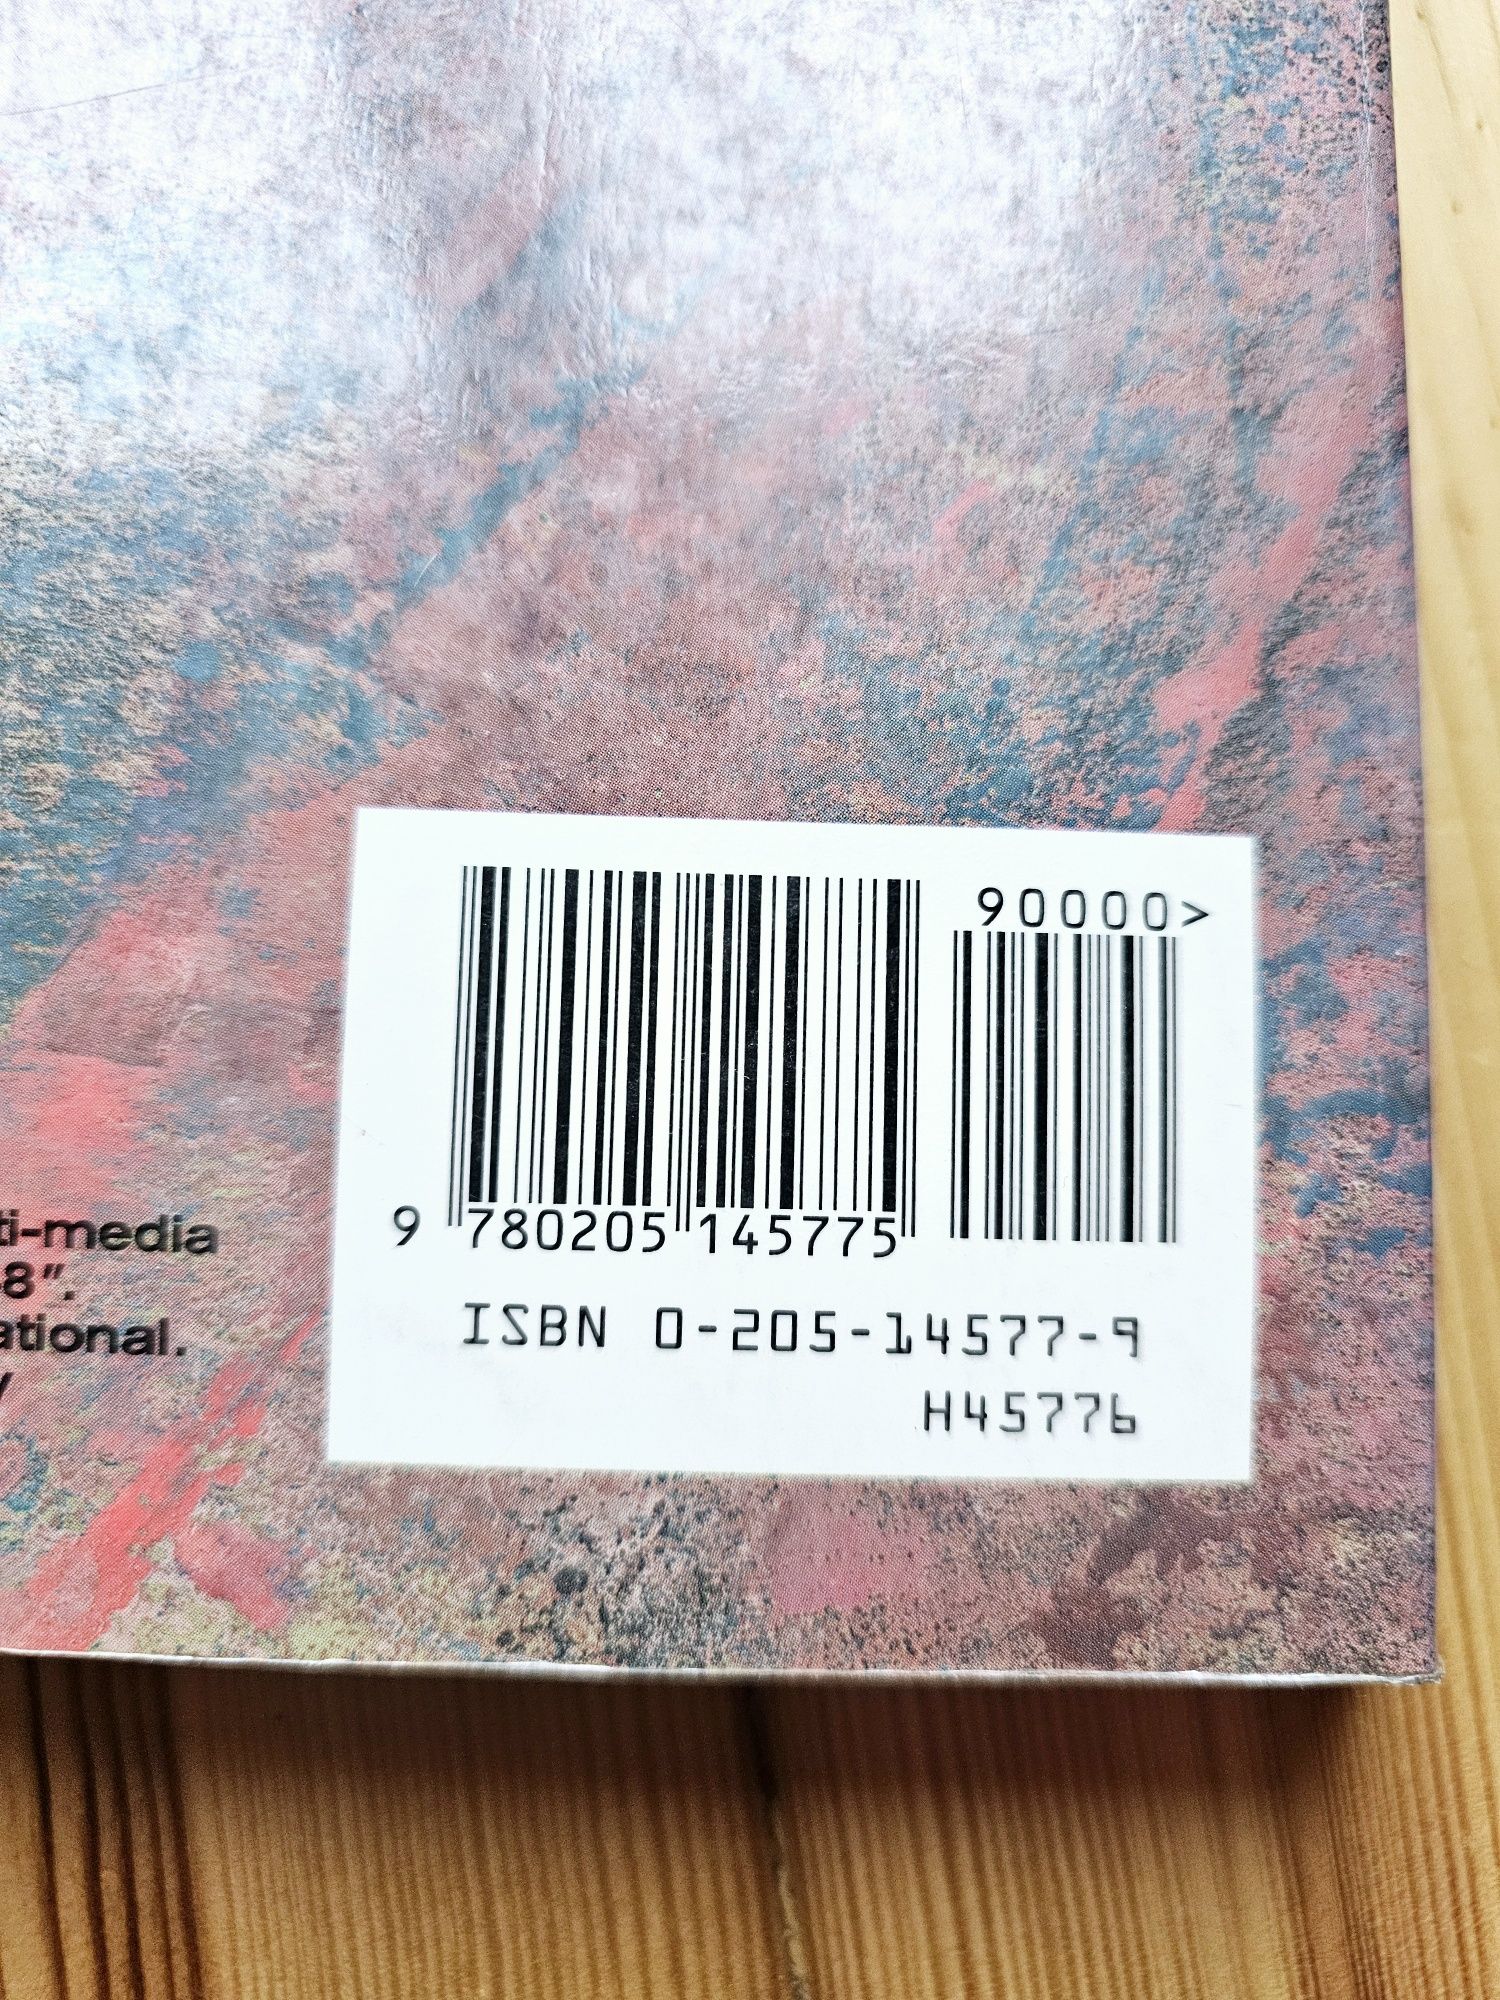 ti-media
8".
ational.
90000>
9 780205 145775
ISBN 0-205-14577-9
H45776